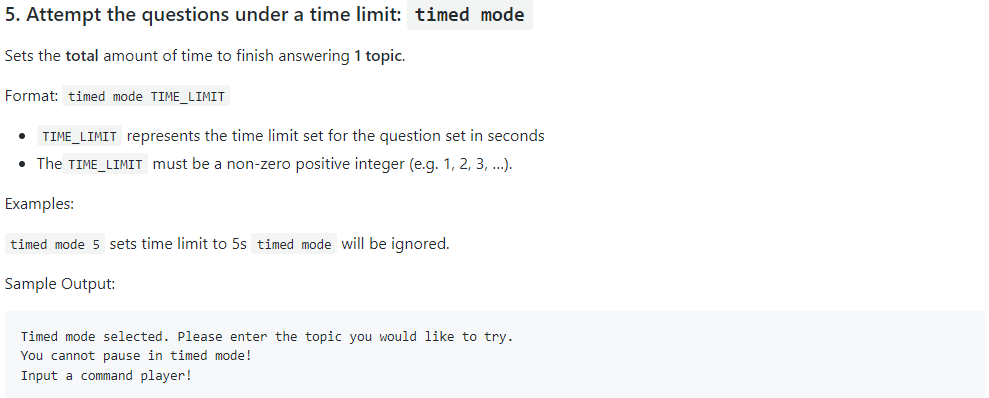 5. Attempt the questions under a time limit: timed mode
Sets the total amount of time to finish answering 1 topic.
Format: timed mode TIME_LIMIT
• TIME_LIMIT represents the time limit set for the question set in seconds
• The TIME_LIMIT must be a non-zero positive integer (e.g. 1, 2, 3, …).
Examples:
timed mode 5 sets time limit to 5s timed mode will be ignored.
Sample Output:
Timed mode selected. Please enter the topic you would like to try.
You cannot pause in timed mode!
Input a command player!